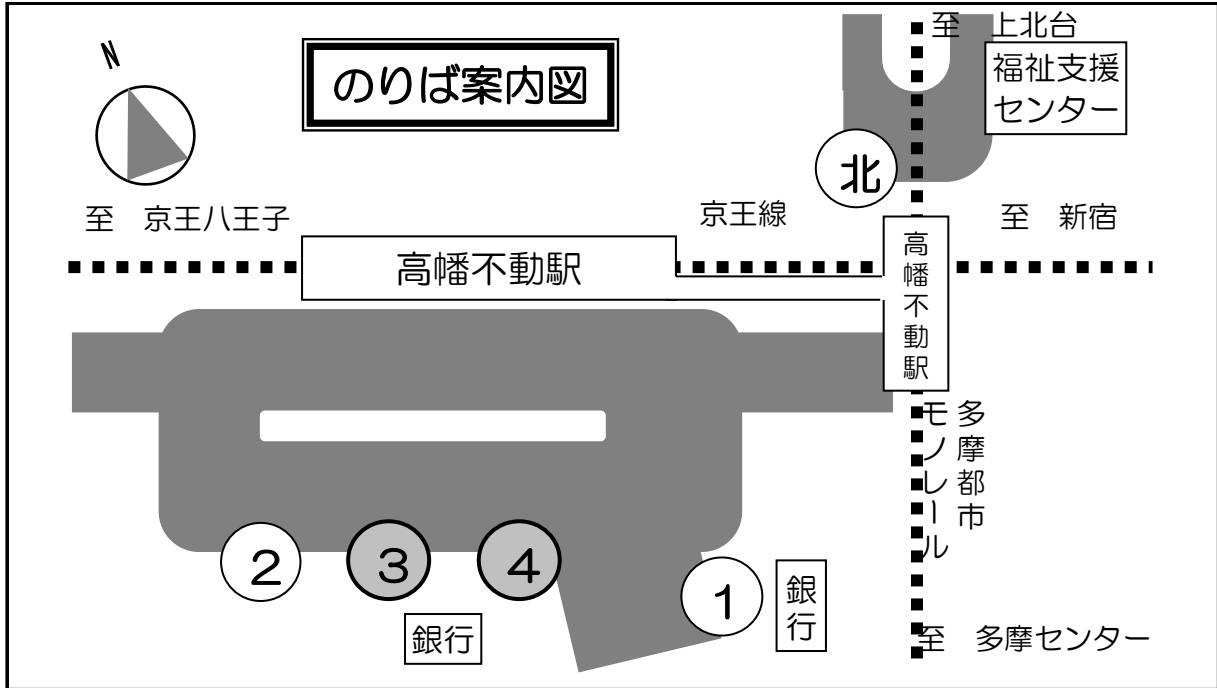 N
のりば案内図
至　上北台
福祉支援
センター
北
至　京王八王子
京王線
至　新宿
高幡不動駅
高幡不動駅
多摩都市
モノレール
2
3
4
1
銀行
銀行
至　多摩センター